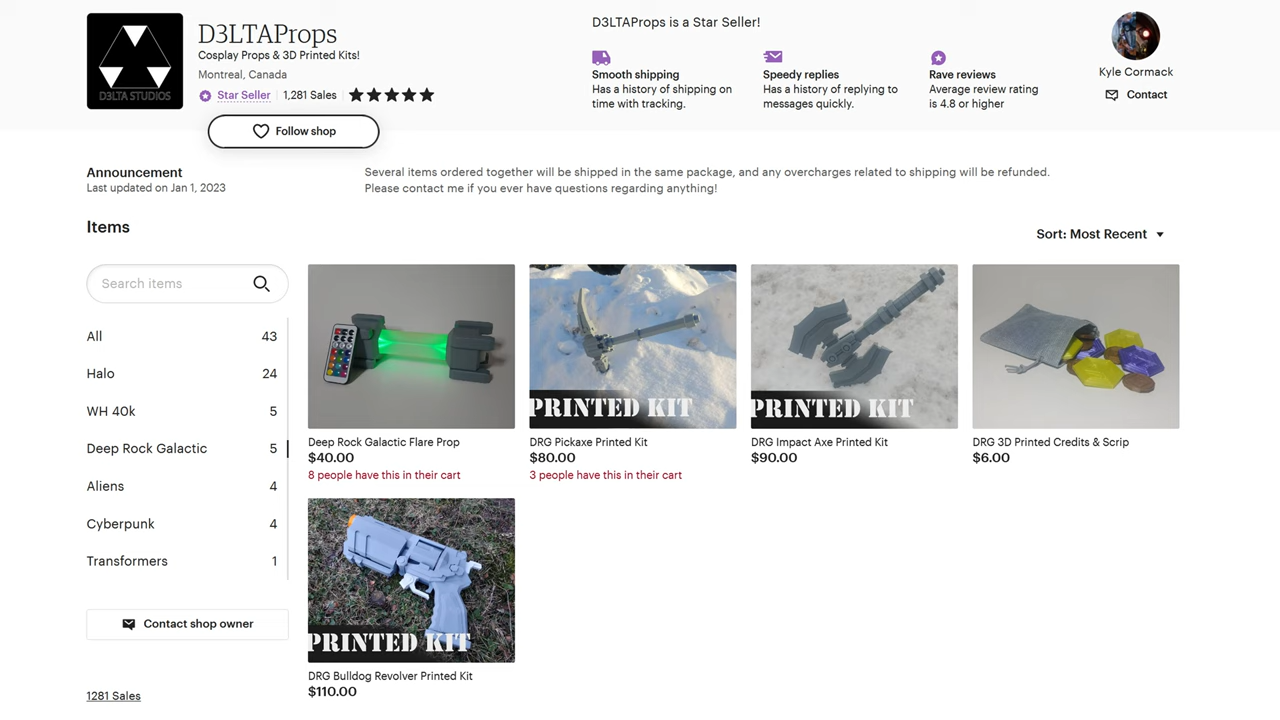 D3LTA STUDIOS
D3LTAProps
Cosplay Props & 3D Printed Kits!
Montreal, Canada
Star Seller
1,281 Sales
Follow shop
D3LTAProps is a Star Seller!
Smooth shipping
Has a history of shipping on
time with tracking.
Speedy replies
Has a history of replying to
messages quickly.
Rave reviews
Average review rating
is 4.8 or higher
Kyle Cormack
Contact
Announcement
Last updated on Jan 1, 2023
Several items ordered together will be shipped in the same package, and any overcharges related to shipping will be refunded.
Please contact me if you ever have questions regarding anything!
Items
Sort: Most Recent
Search items
All 43
Halo 24
WH 40k 5
Deep Rock Galactic 5
Aliens 4
Cyberpunk 4
Transformers 1
Contact shop owner
1281 Sales
Deep Rock Galactic Flare Prop
$40.00
8 people have this in their cart
PRINTED KIT
DRG Pickaxe Printed Kit
$80.00
3 people have this in their cart
PRINTED KIT
DRG Impact Axe Printed Kit
$90.00
DRG 3D Printed Credits & Scrip
$6.00
PRINTED KIT
DRG Bulldog Revolver Printed Kit
$110.00